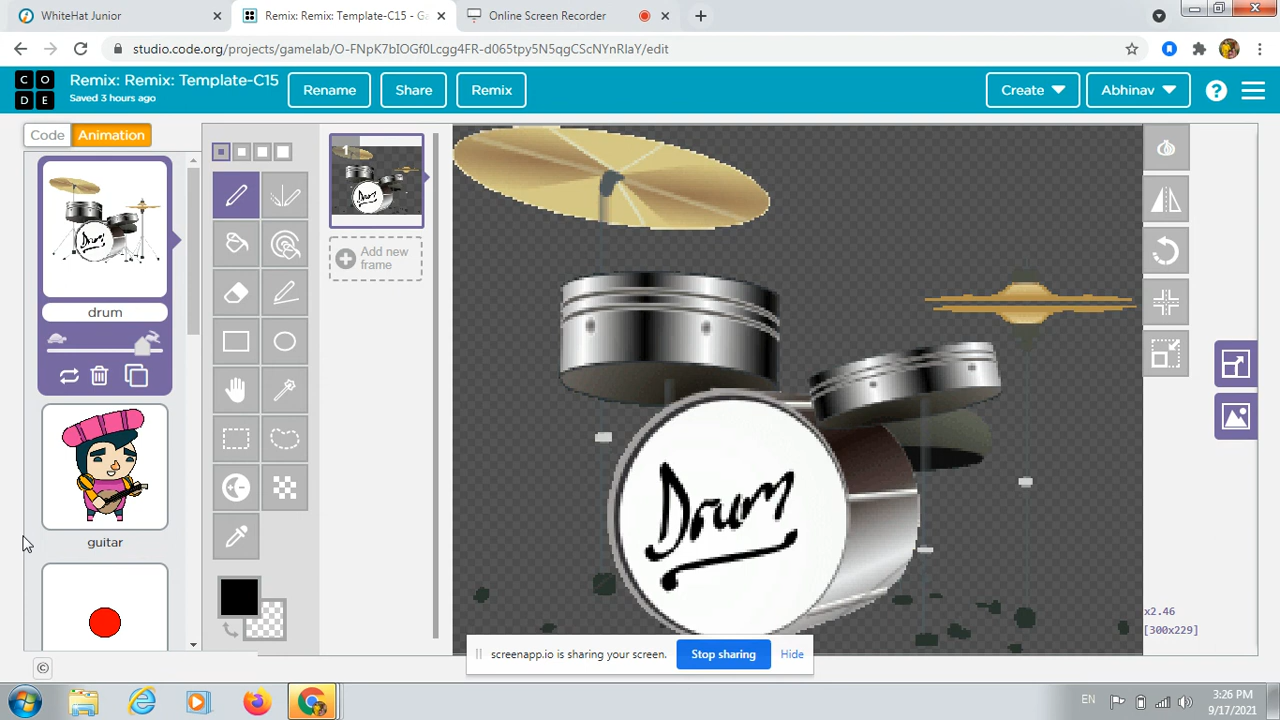 WhiteHat Junior
Remix: Remix: Template-C15 - Ga
Online Screen Recorder
studio.code.org/projects/gamelab/O-FNpK7bIOGf0Lcgg4FR-d065tpy5N5qgCScNYnRlaY/edit
C O
D E
Remix: Remix: Template-C15
Saved 3 hours ago
Rename
Share
Remix
Create
Abhinav
?
Code
Animation
1
Add new
frame
drum
Drum
guitar
x2.46
[300x229]
screenapp.io is sharing your screen.
Stop sharing
Hide
©
EN
3:26 PM
9/17/2021